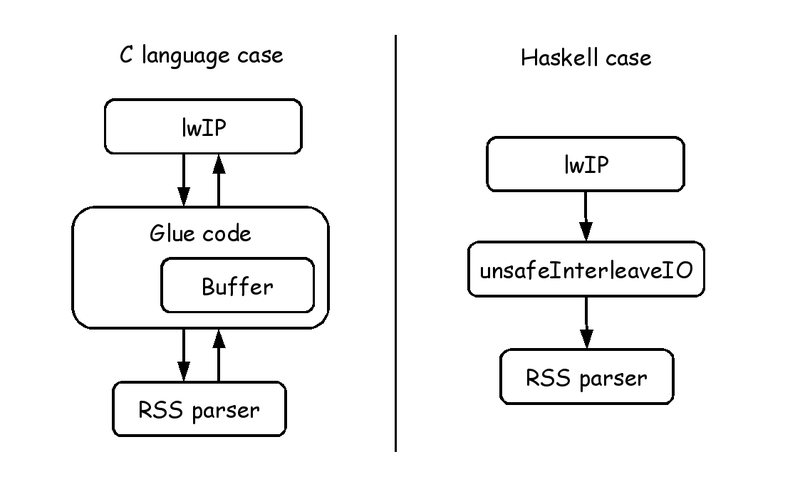 C language case
lwIP
Glue code
Buffer
RSS parser
Haskell case
lwIP
unsafeInterleaveIO
RSS parser